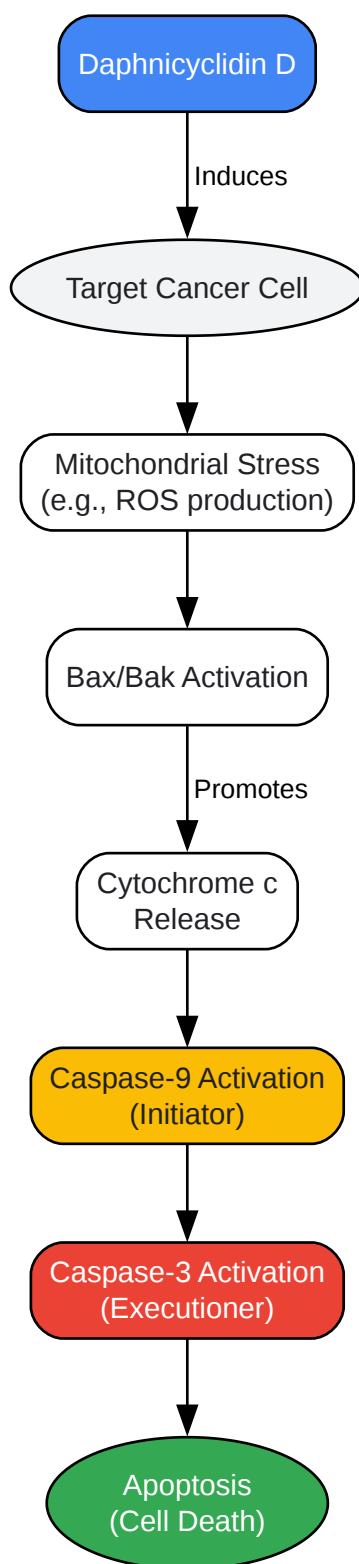 Daphnicyclidin D
Induces
Target Cancer Cell
Mitochondrial Stress
(e.g., ROS production)
Bax/Bak Activation
Promotes
Cytochrome c
Release
Caspase-9 Activation
(Initiator)
Caspase-3 Activation
(Executioner)
Apoptosis
(Cell Death)